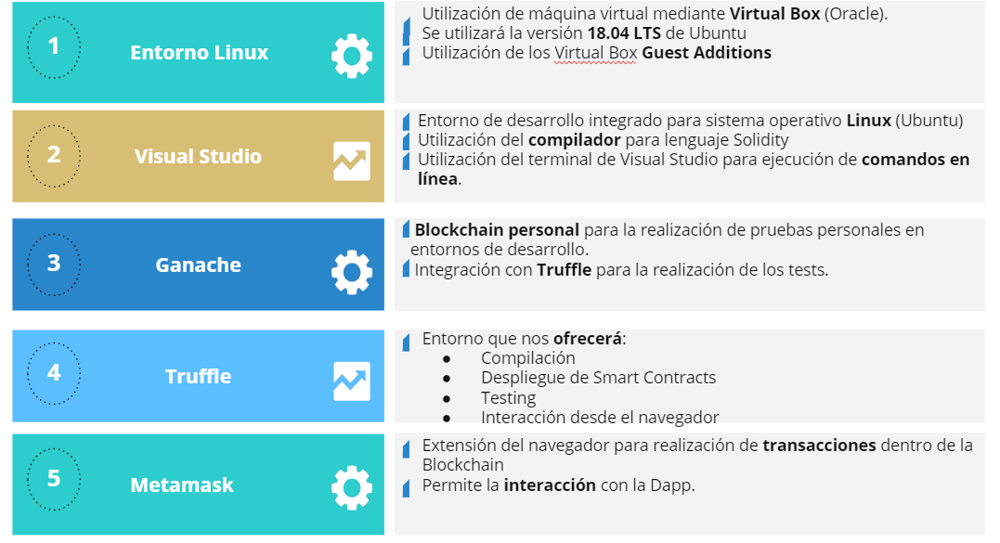 1
Entorno Linux
Utilización de máquina virtual mediante Virtual Box (Oracle).
Se utilizará la versión 18.04 LTS de Ubuntu
Utilización de los Virtual Box Guest Additions
2
Visual Studio
Entorno de desarrollo integrado para sistema operativo Linux (Ubuntu)
Utilización del compilador para lenguaje Solidity
Utilización del terminal de Visual Studio para ejecución de comandos en
línea.
3
Ganache
Blockchain personal para la realización de pruebas personales en
entornos de desarrollo.
Integración con Truffle para la realización de los tests.
4
Truffle
Entorno que nos ofrecerá:
● Compilación
● Despliegue de Smart Contracts
● Testing
● Interacción desde el navegador
5
Metamask
Extensión del navegador para realización de transacciones dentro de la
Blockchain
Permite la interacción con la Dapp.